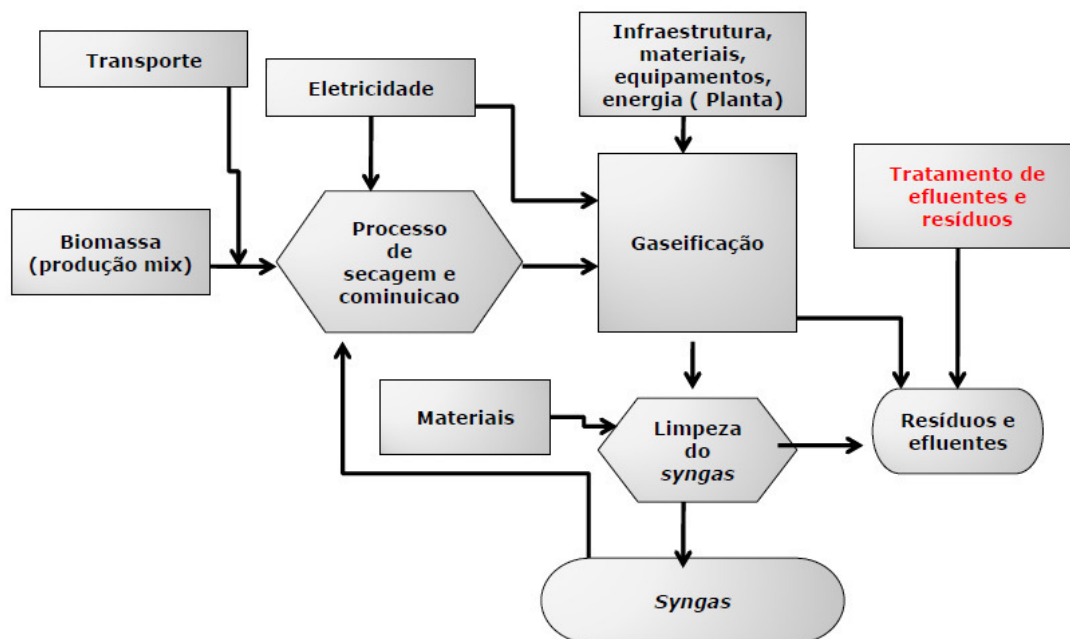 Transporte
Eletricidade
Infraestrutura,
materiais,
equipamentos,
energia ( Planta)
Tratamento de
efluentes e
resíduos
Biomassa
(produção mix)
Processo
de
secagem e
cominuicao
Gaseificação
Materiais
Limpeza
do
syngas
Resíduos e
efluentes
Syngas